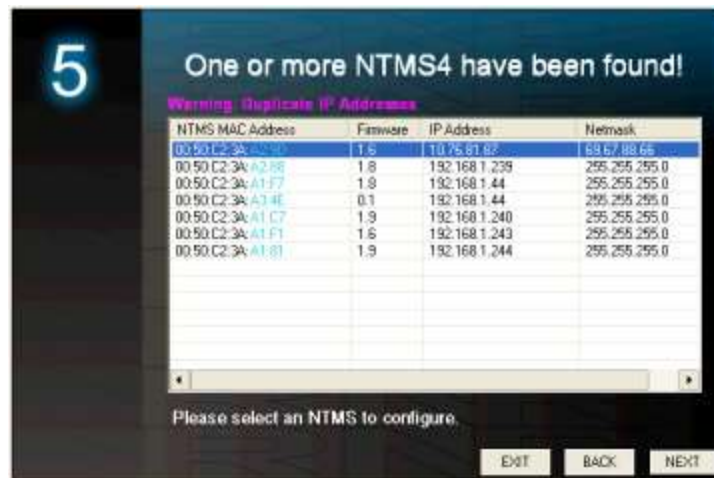 5
One or more NTMS4 have been found!
Warning: Duplicate IP Addresses
NTMS MAC Address Firmware IP Address Netmask
00:50:C2:3A: 1.6 10.76.81.87 69.67.88.66
00:50:C2:3A:A2:88 1.8 192.168.1.239 255.255.255.0
00:50:C2:3A:A1:F7 1.8 192.168.1.44 255.255.255.0
00:50:C2:3A:A3:4E 0.1 192.168.1.44 255.255.255.0
00:50:C2:3A:A1:C7 1.9 192.168.1.240 255.255.255.0
00:50:C2:3A:A1:F1 1.6 192.168.1.243 255.255.255.0
00:50:C2:3A:A1:81 1.9 192.168.1.244 255.255.255.0
Please select an NTMS to configure.
EXIT BACK NEXT